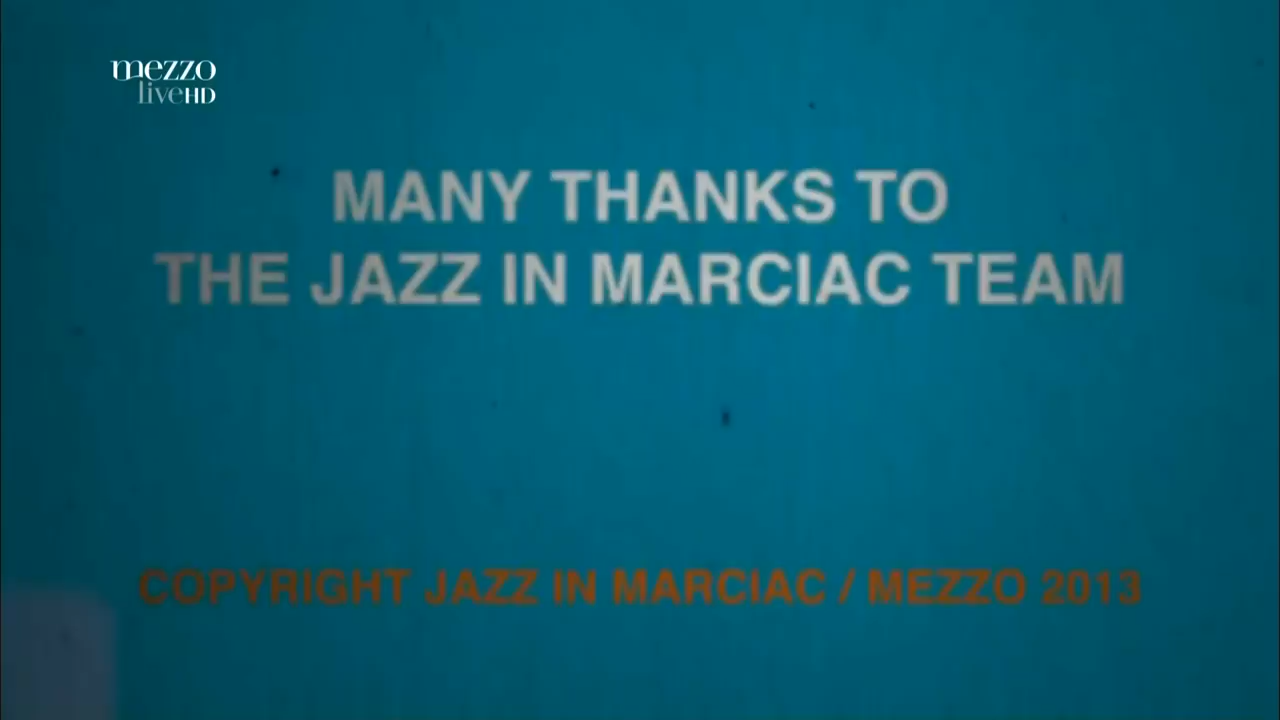 mezzo
liveHD
MANY THANKS TO
THE JAZZ IN MARCIAC TEAM
COPYRIGHT JAZZ IN MARCIAC / MEZZO 2013